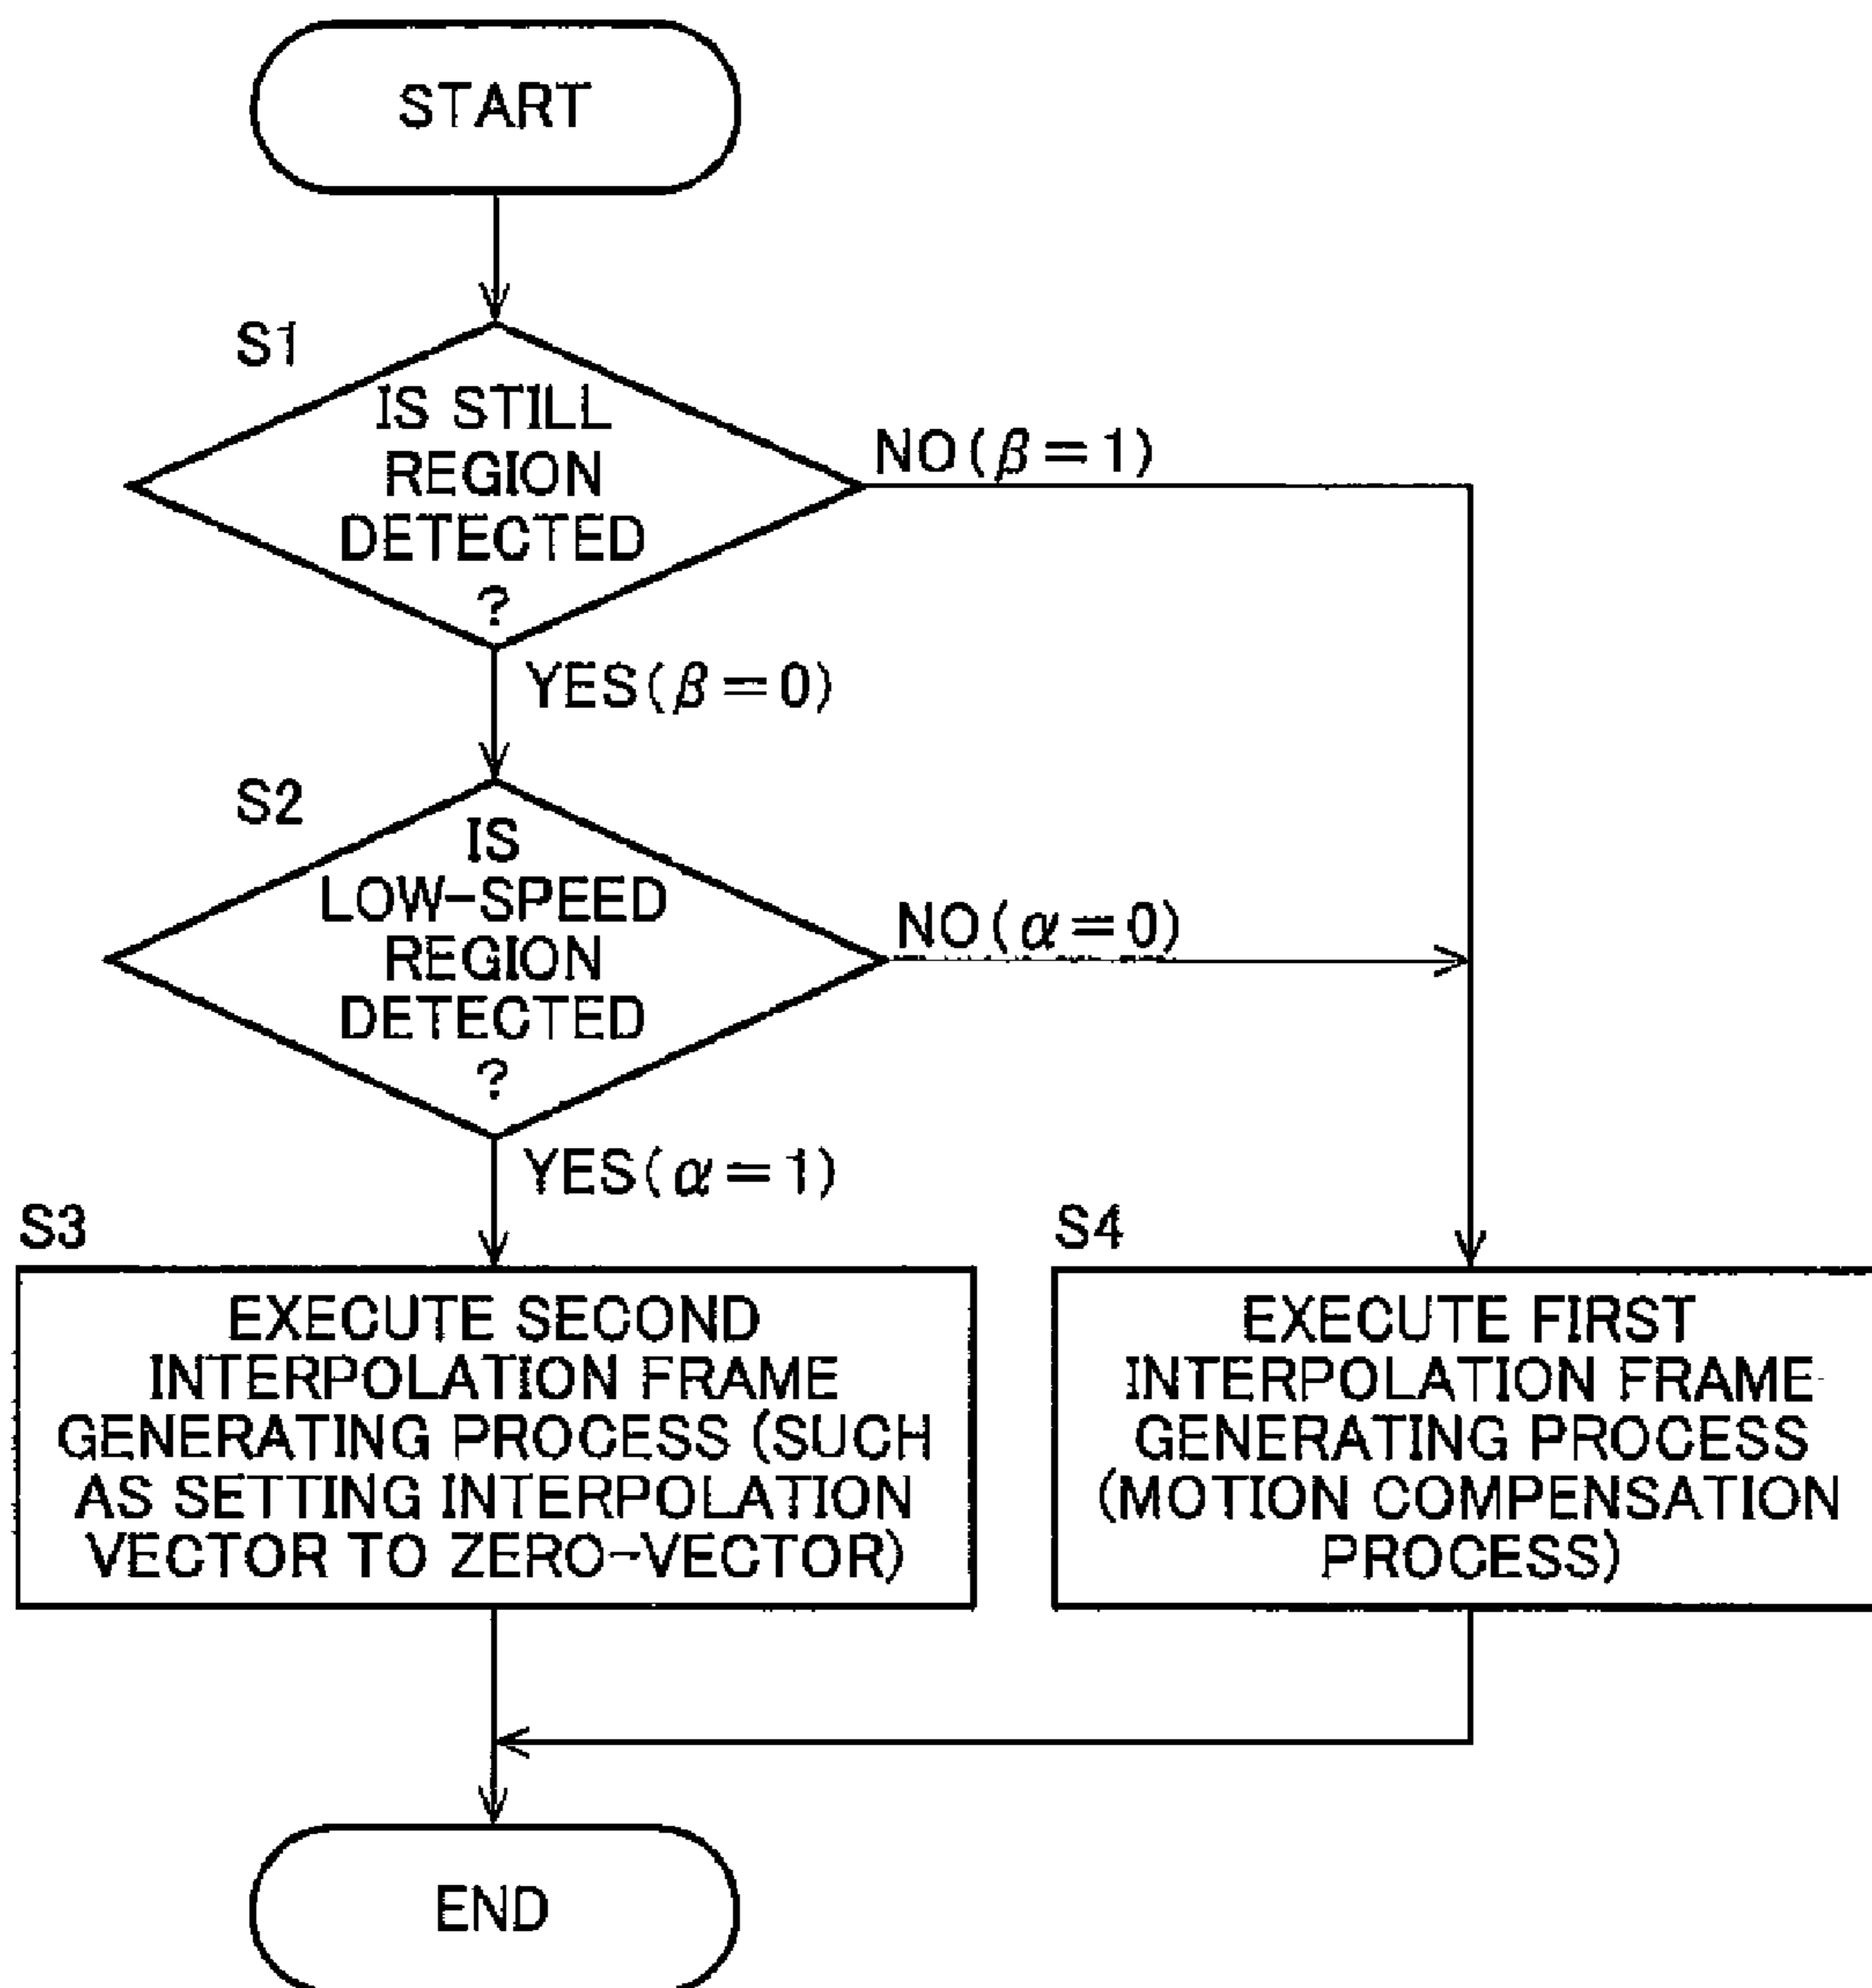 START
S1
IS STILL
REGION
DETECTED
?
NO(β=1)
YES(β=0)
S2
IS
LOW-SPEED
REGION
DETECTED
?
NO(α=0)
YES(α=1)
S3
EXECUTE SECOND
INTERPOLATION FRAME
GENERATING PROCESS (SUCH
AS SETTING INTERPOLATION
VECTOR TO ZERO-VECTOR)
S4
EXECUTE FIRST
INTERPOLATION FRAME
GENERATING PROCESS
(MOTION COMPENSATION
PROCESS)
END